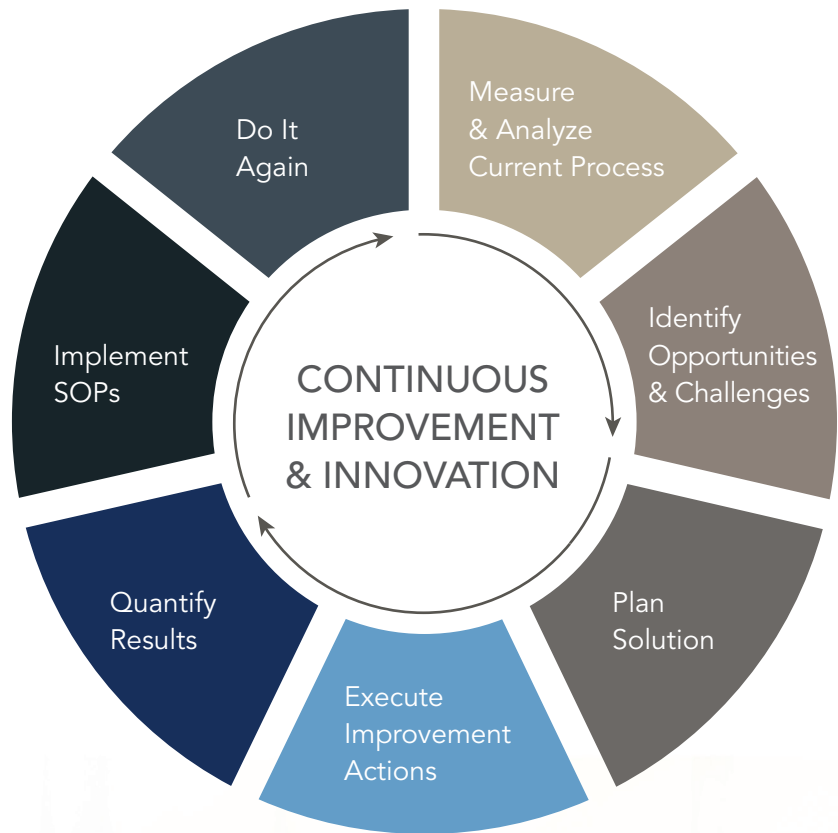 Measure
& Analyze
Current Process
Identify
Opportunities
& Challenges
Plan
Solution
Execute
Improvement
Actions
Quantify
Results
Implement
SOPs
Do It
Again
CONTINUOUS
IMPROVEMENT
& INNOVATION